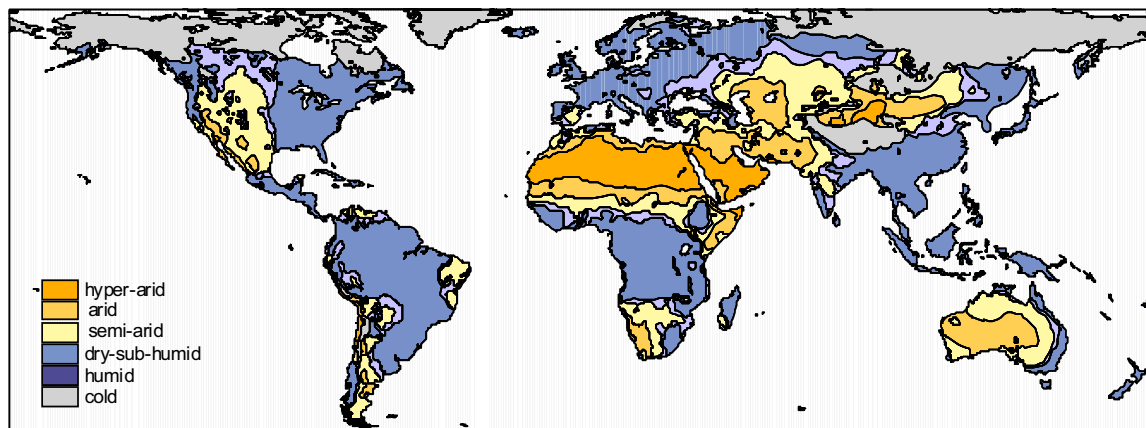 hyper-arid
arid
semi-arid
dry-sub-humid
humid
cold